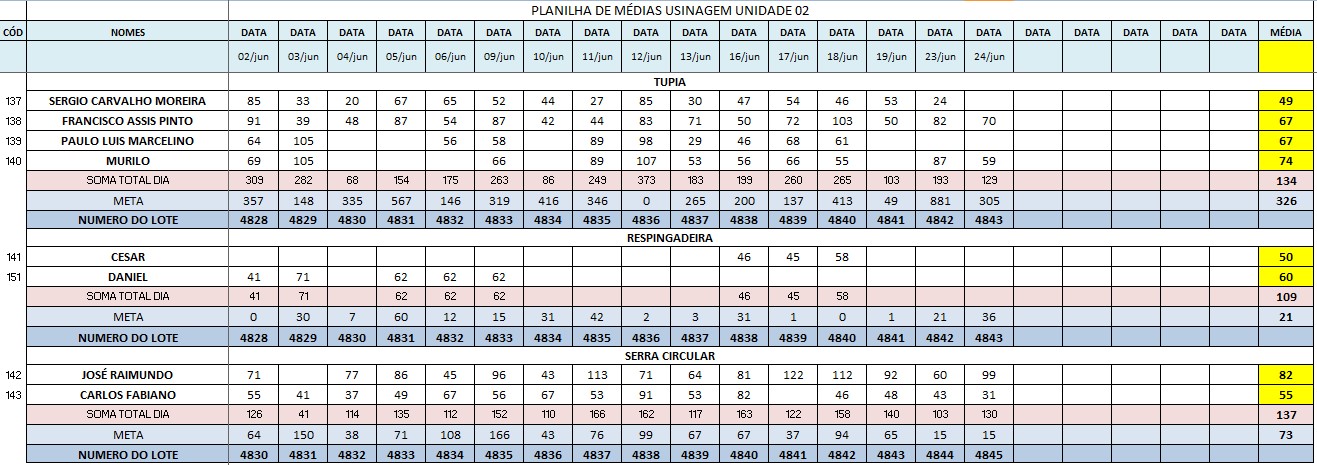 PLANILHA DE MÉDIAS USINAGEM UNIDADE 02
CÓD NOMES DATA DATA DATA DATA DATA DATA DATA DATA DATA DATA DATA DATA DATA DATA DATA DATA DATA DATA DATA DATA DATA MÉDIA
02/jun 03/jun 04/jun 05/jun 06/jun 09/jun 10/jun 11/jun 12/jun 13/jun 16/jun 17/jun 18/jun 19/jun 23/jun 24/jun
TUPIA
137 SERGIO CARVALHO MOREIRA 85 33 20 67 65 52 44 27 85 30 47 54 46 53 24 49
138 FRANCISCO ASSIS PINTO 91 39 48 87 54 87 42 44 83 71 50 72 103 50 82 70 67
139 PAULO LUIS MARCELINO 64 105 56 58 89 98 29 46 68 61 67
140 MURILO 69 105 66 89 107 53 56 66 55 87 59 74
SOMA TOTAL DIA 309 282 68 154 175 263 86 249 373 183 199 260 265 103 193 129 134
META 357 148 335 567 146 319 416 346 0 265 200 137 413 49 881 305 326
NUMERO DO LOTE 4828 4829 4830 4831 4832 4833 4834 4835 4836 4837 4838 4839 4840 4841 4842 4843
RESPINGADEIRA
141 CESAR 46 45 58 50
151 DANIEL 41 71 62 62 62 60
SOMA TOTAL DIA 41 71 62 62 62 46 45 58 109
META 0 30 7 60 12 15 31 42 2 3 31 1 0 1 21 36 21
NUMERO DO LOTE 4828 4829 4830 4831 4832 4833 4834 4835 4836 4837 4838 4839 4840 4841 4842 4843
SERRA CIRCULAR
142 JOSÉ RAIMUNDO 71 77 86 45 96 43 113 71 64 81 122 112 92 60 99 82
143 CARLOS FABIANO 55 41 37 49 67 56 67 53 91 53 82 46 48 43 31 55
SOMA TOTAL DIA 126 41 114 135 112 152 110 166 162 117 163 122 158 140 103 130 137
META 64 150 38 71 108 166 43 76 99 67 67 37 94 65 15 15 73
NUMERO DO LOTE 4830 4831 4832 4833 4834 4835 4836 4837 4838 4839 4840 4841 4842 4843 4844 4845